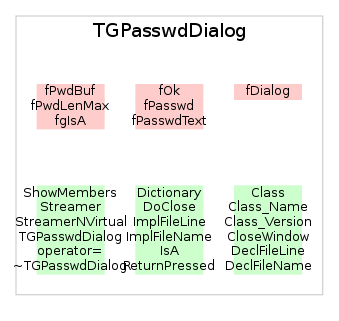 TGPasswdDialog
fPwdBuf
fPwdLenMax
fgIsA
fOk
fPasswd
fPasswdText
fDialog
ShowMembers
Streamer
StreamerNVirtual
TGPasswdDialog
operator=
~TGPasswdDialog
Dictionary
DoClose
ImplFileLine
ImplFileName
IsA
ReturnPressed
Class
Class_Name
Class_Version
CloseWindow
DeclFileLine
DeclFileName